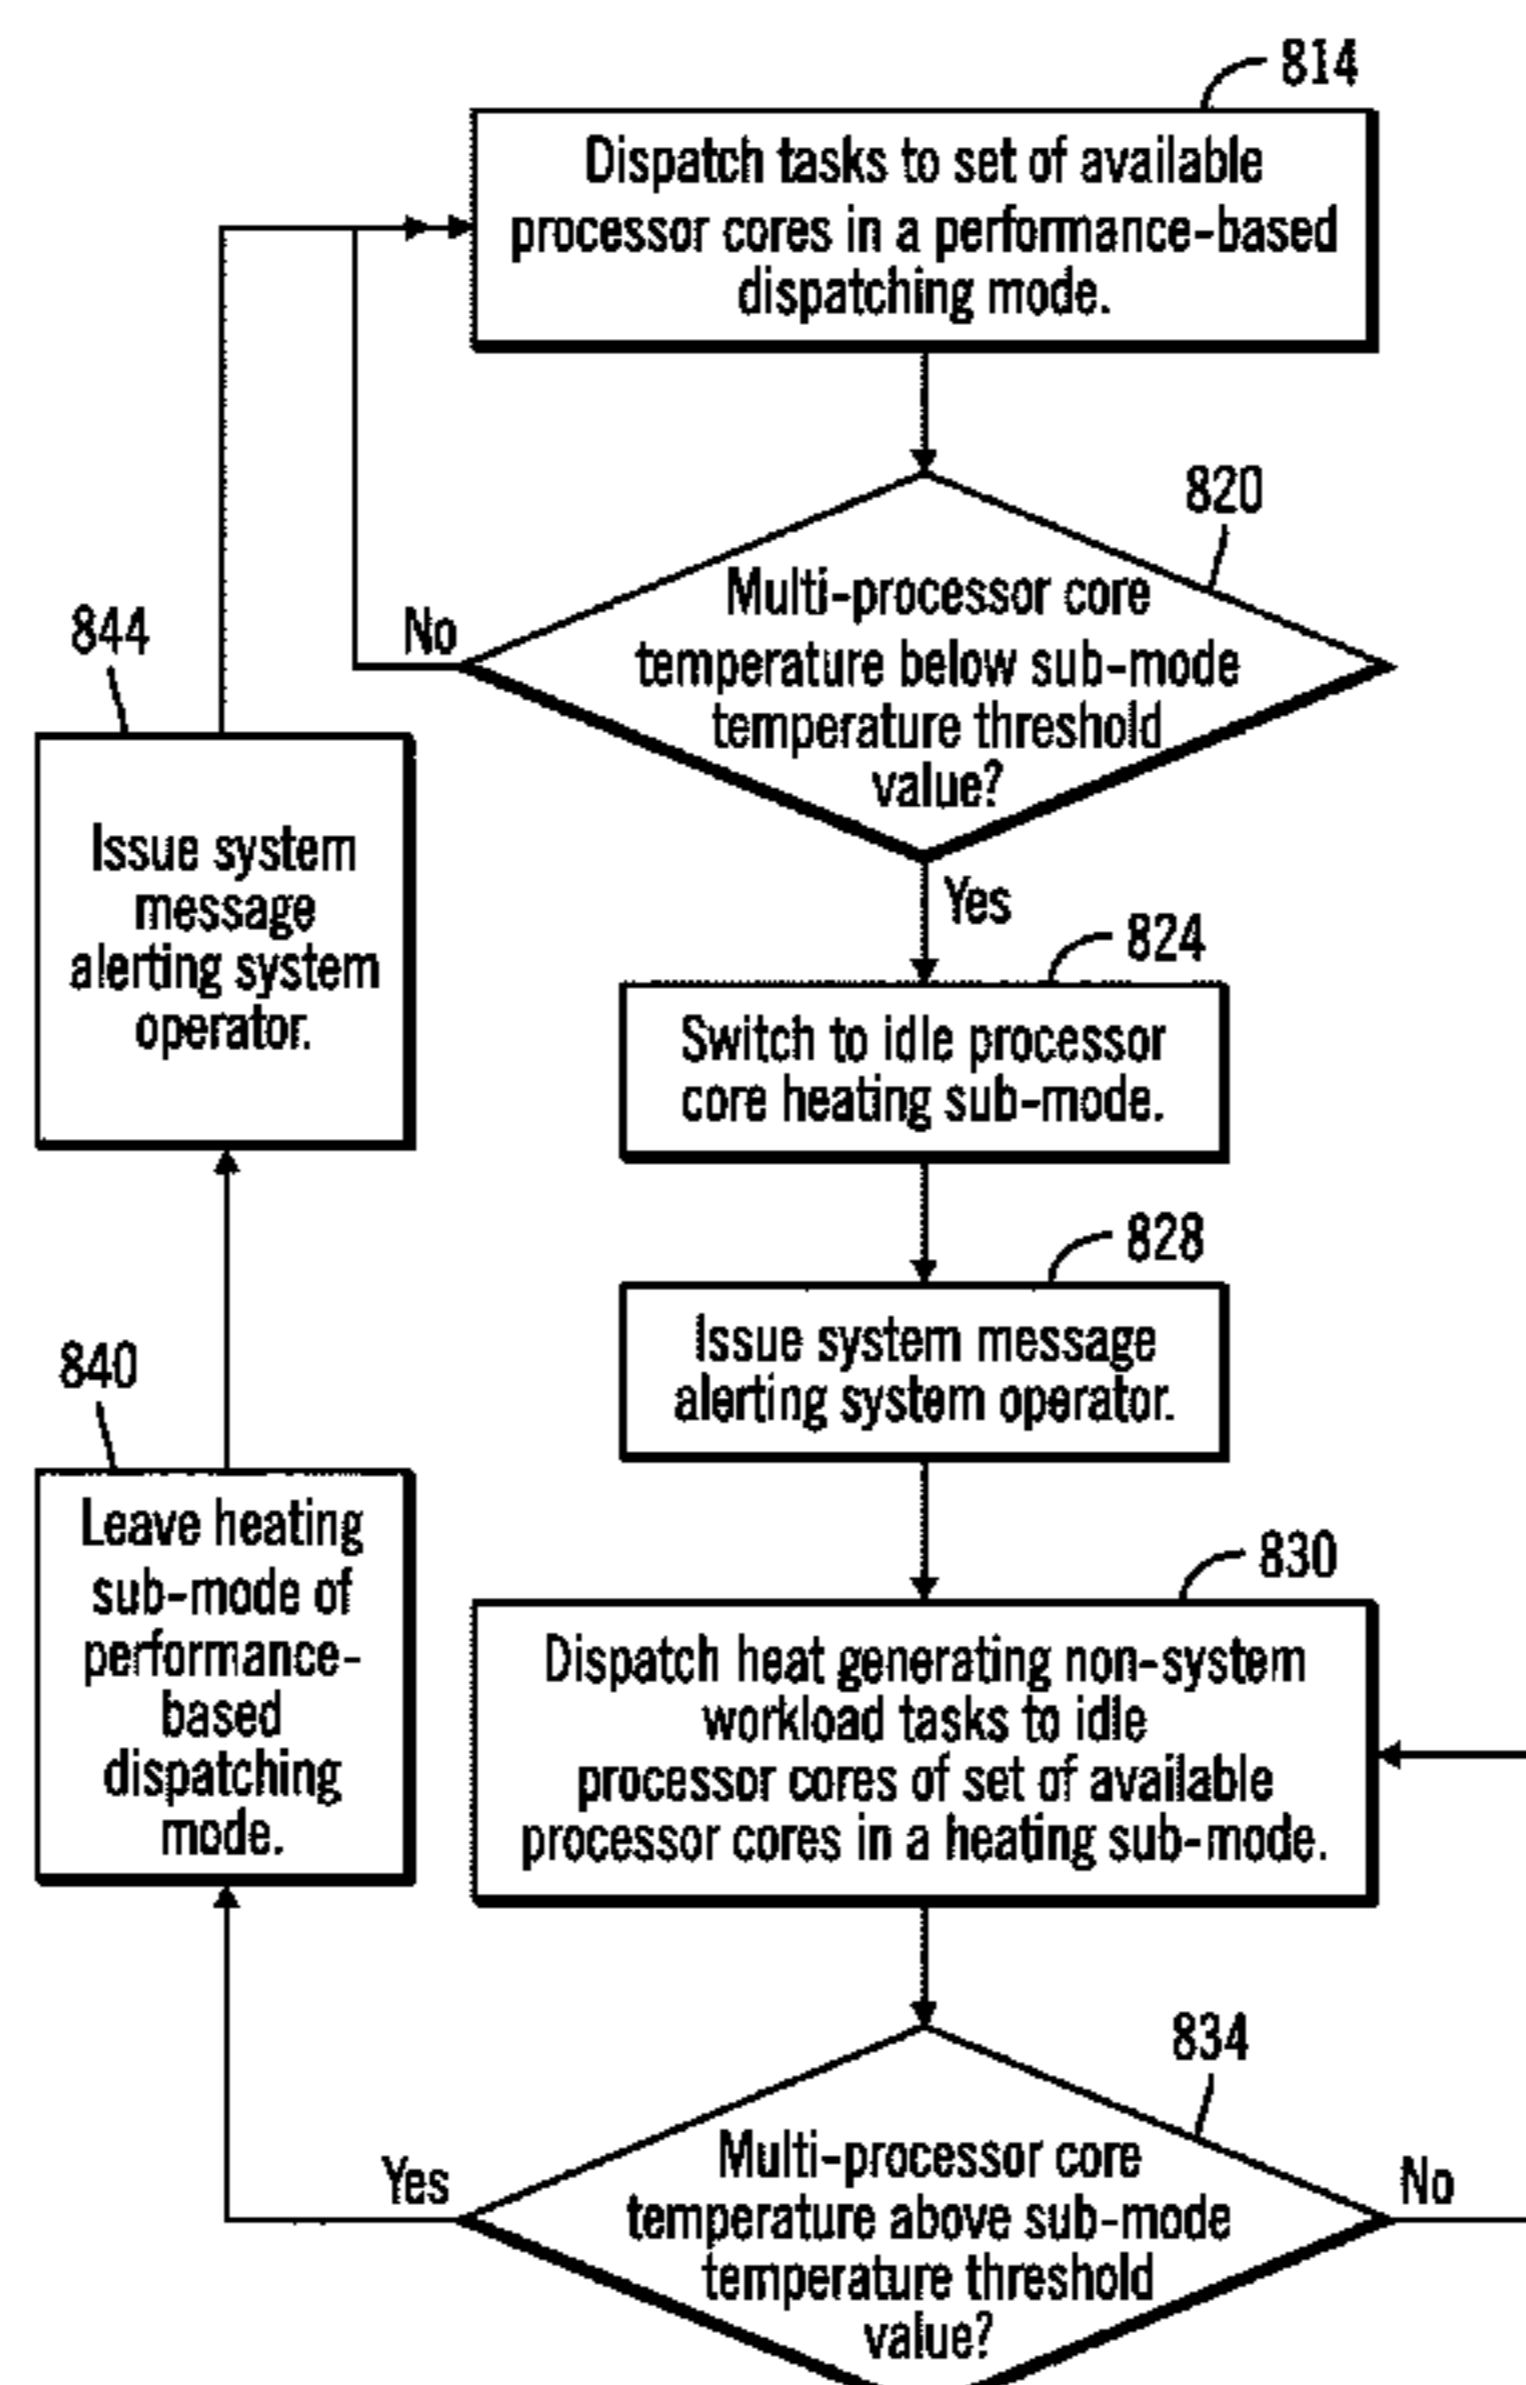 814
Dispatch tasks to set of available
processor cores in a performance-based
dispatching mode.
820
Multi-processor core
temperature below sub-mode
temperature threshold
value?
No
Yes
844
Issue system
message
alerting system
operator.
824
Switch to idle processor
core heating sub-mode.
828
Issue system message
alerting system operator.
840
Leave heating
sub-mode of
performance-
based
dispatching
mode.
830
Dispatch heat generating non-system
workload tasks to idle
processor cores of set of available
processor cores in a heating sub-mode.
834
Multi-processor core
temperature above sub-mode
temperature threshold
value?
Yes
No